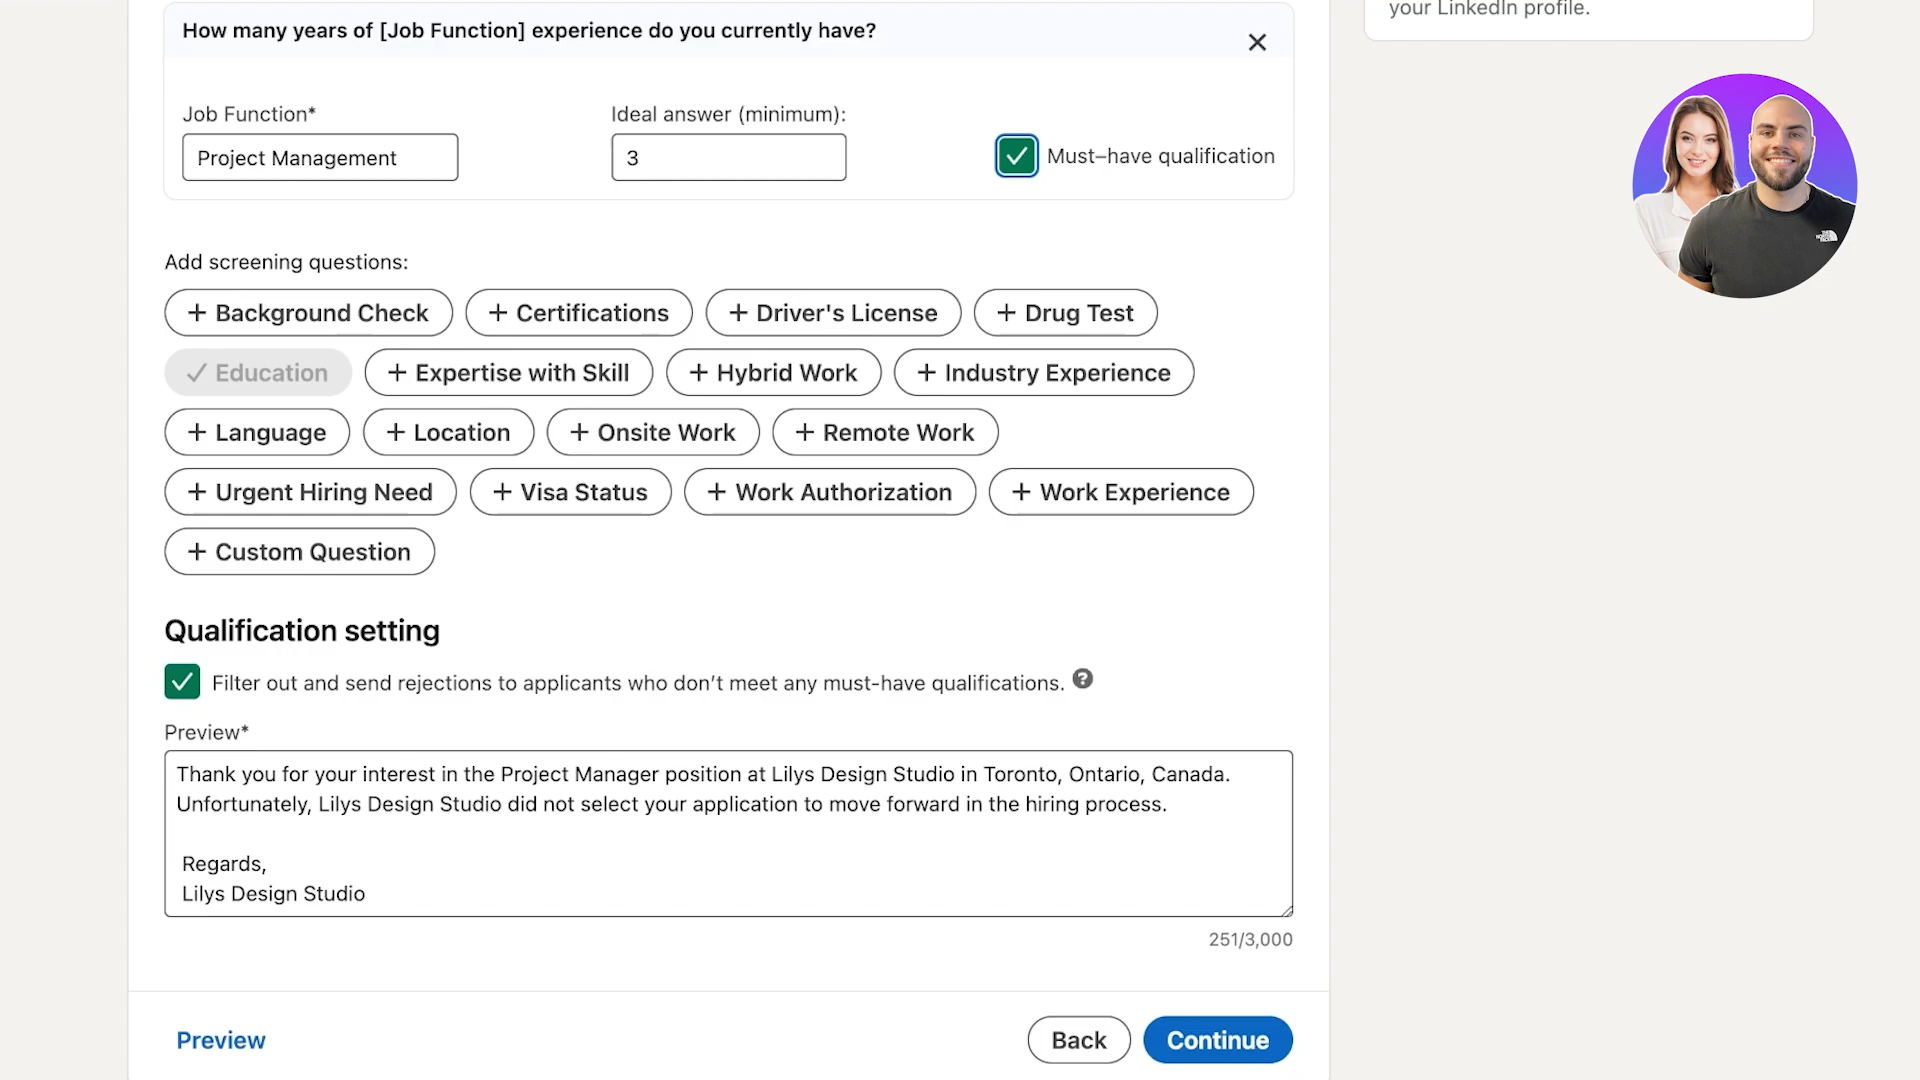 your LinkedIn profile.
How many years of [Job Function] experience do you currently have?
Job Function*
Ideal answer (minimum):
Project Management
3
Must-have qualification
Add screening questions:
+ Background Check
+ Certifications
+ Driver's License
+ Drug Test
Education
+ Expertise with Skill
+ Hybrid Work
+ Industry Experience
+ Language
+ Location
+ Onsite Work
+ Remote Work
+ Urgent Hiring Need
+ Visa Status
+ Work Authorization
+ Work Experience
+ Custom Question
Qualification setting
Filter out and send rejections to applicants who don’t meet any must-have qualifications. ?
Preview*
Thank you for your interest in the Project Manager position at Lilys Design Studio in Toronto, Ontario, Canada.
Unfortunately, Lilys Design Studio did not select your application to move forward in the hiring process.
Regards,
Lilys Design Studio
251/3,000
Preview
Back
Continue
THE NORTH FACE